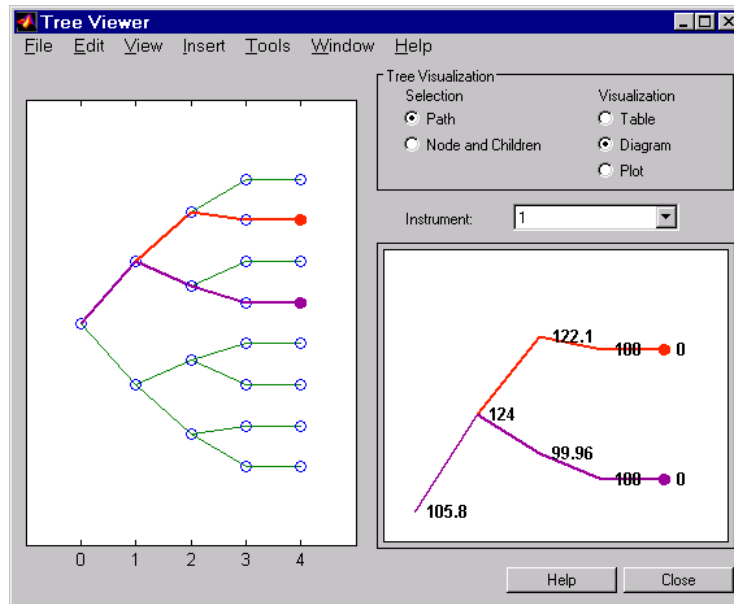 Tree Viewer
File Edit View Insert Tools Window Help
Tree Visualization
Selection
Path
Node and Children
Visualization
Table
Diagram
Plot
Instrument: 1
0 1 2 3 4
122.1
100
0
124
99.96
100
0
105.8
Help
Close